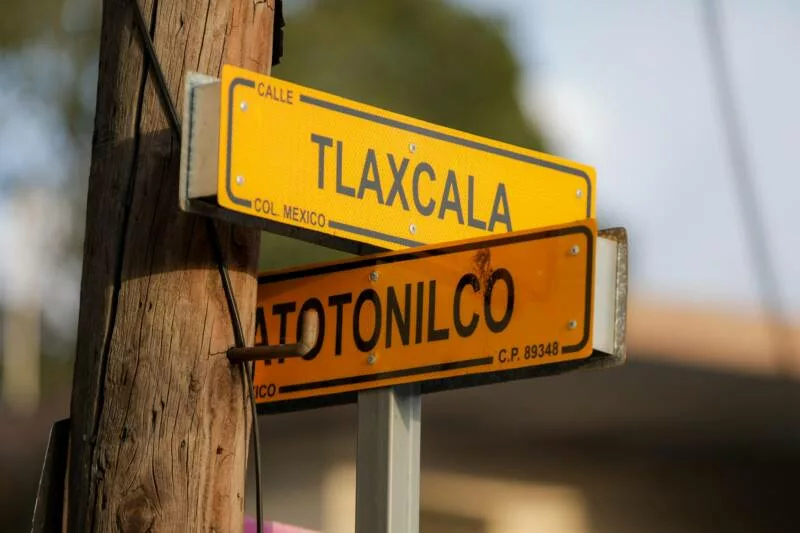 CALLE
TLAXCALA
COL. MEXICO
ATOTONILCO
C.P. 89348